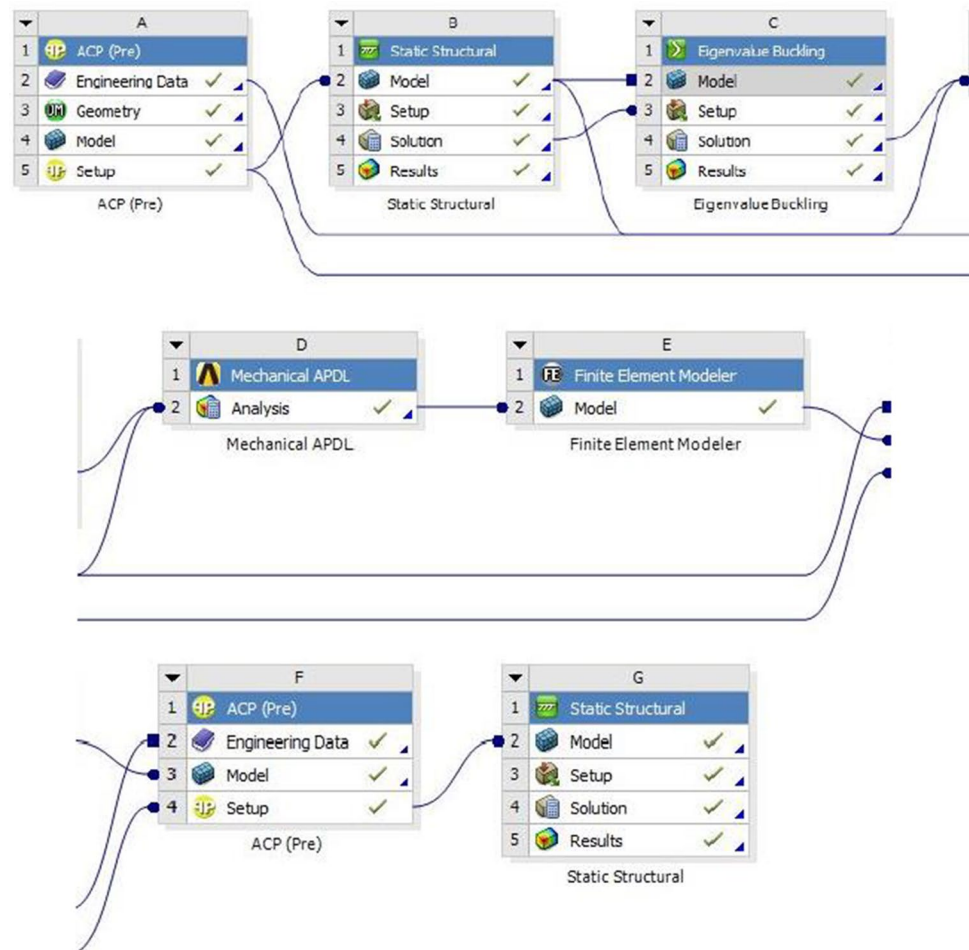 A
1 ACP (Pre)
2 Engineering Data
3 Geometry
4 Model
5 Setup
ACP (Pre)
B
1 Static Structural
2 Model
3 Setup
4 Solution
5 Results
Static Structural
C
1 Eigenvalue Buckling
2 Model
3 Setup
4 Solution
5 Results
Eigenvalue Buckling
D
1 Mechanical APDL
2 Analysis
Mechanical APDL
E
1 FE Finite Element Modeler
2 Model
Finite Element Modeler
F
1 ACP (Pre)
2 Engineering Data
3 Model
4 Setup
ACP (Pre)
G
1 Static Structural
2 Model
3 Setup
4 Solution
5 Results
Static Structural